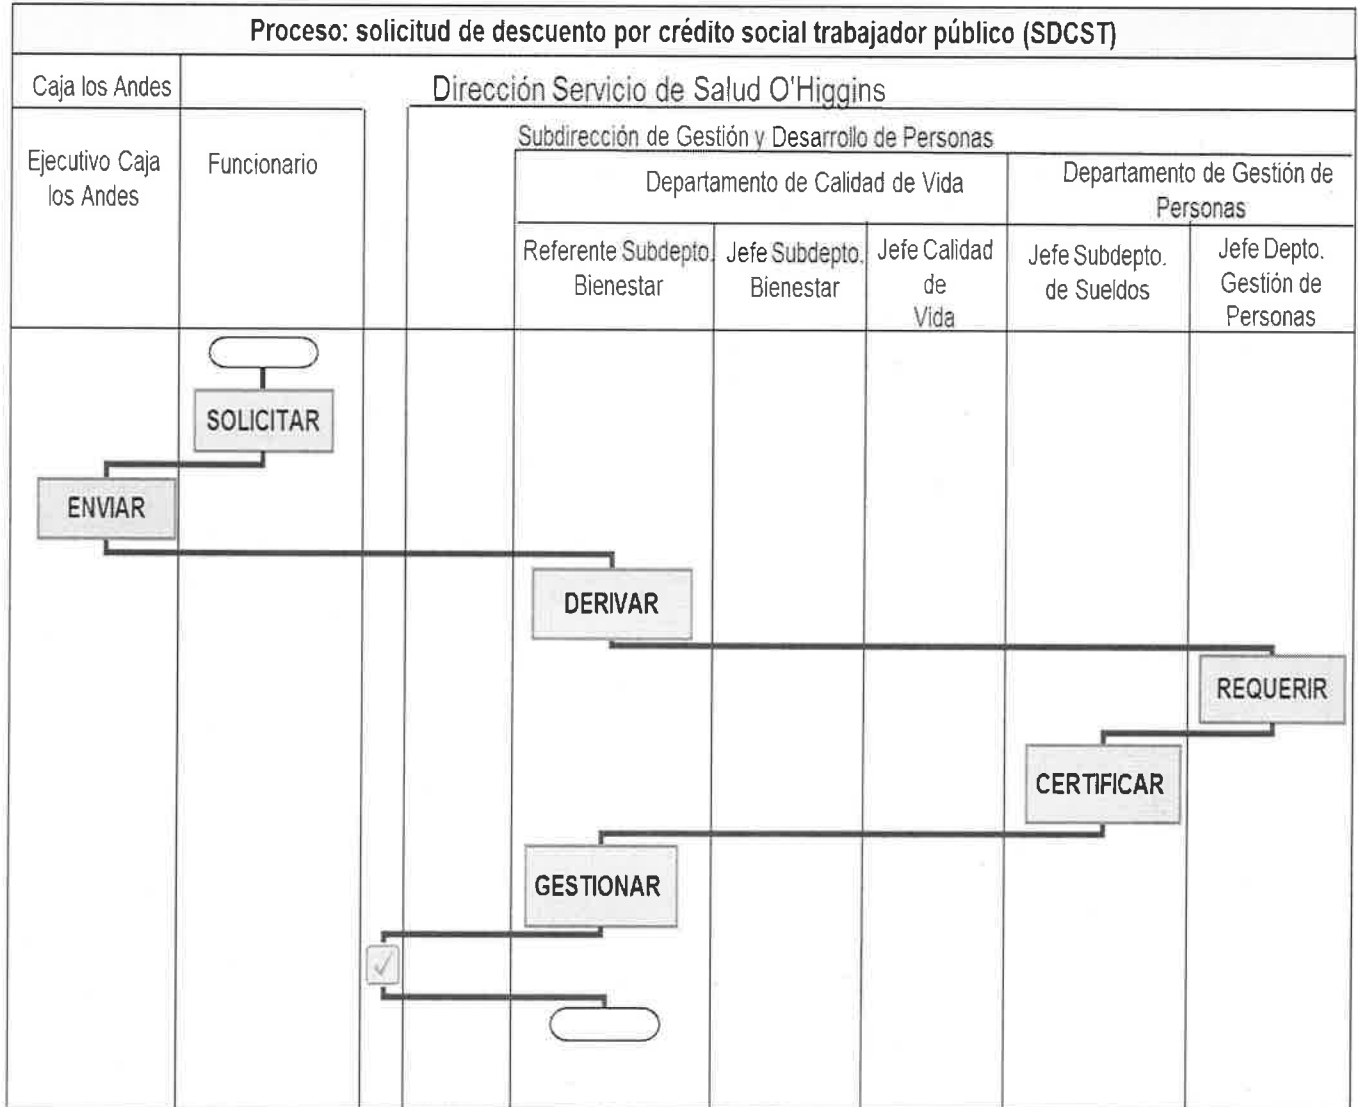 Proceso: solicitud de descuento por crédito social trabajador público (SDCST)
Caja los Andes
Dirección Servicio de Salud O'Higgins
Subdirección de Gestión y Desarrollo de Personas
Ejecutivo Caja
los Andes
Funcionario
Departamento de Calidad de Vida
Departamento de Gestión de
Personas
Referente Subdepto.
Bienestar
Jefe Subdepto.
Bienestar
Jefe Calidad
de
Vida
Jefe Subdepto.
de Sueldos
Jefe Depto.
Gestión de
Personas
SOLICITAR
ENVIAR
DERIVAR
REQUERIR
CERTIFICAR
GESTIONAR